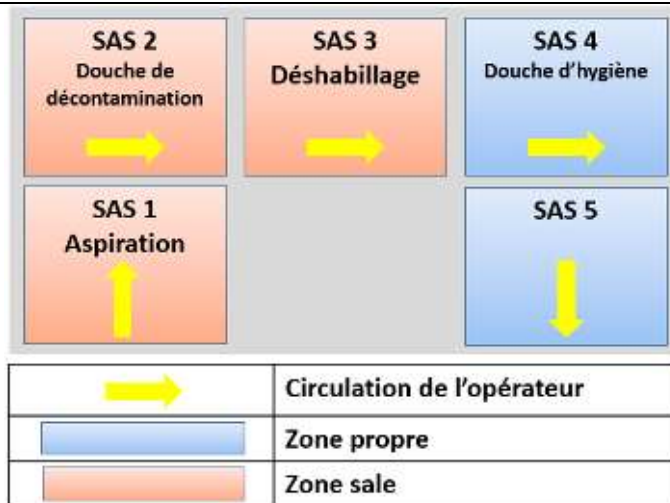 SAS 2
Douche de
décontamination
SAS 3
Déshabillage
SAS 4
Douche d'hygiène
SAS 1
Aspiration
SAS 5
Circulation de l'opérateur
Zone propre
Zone sale